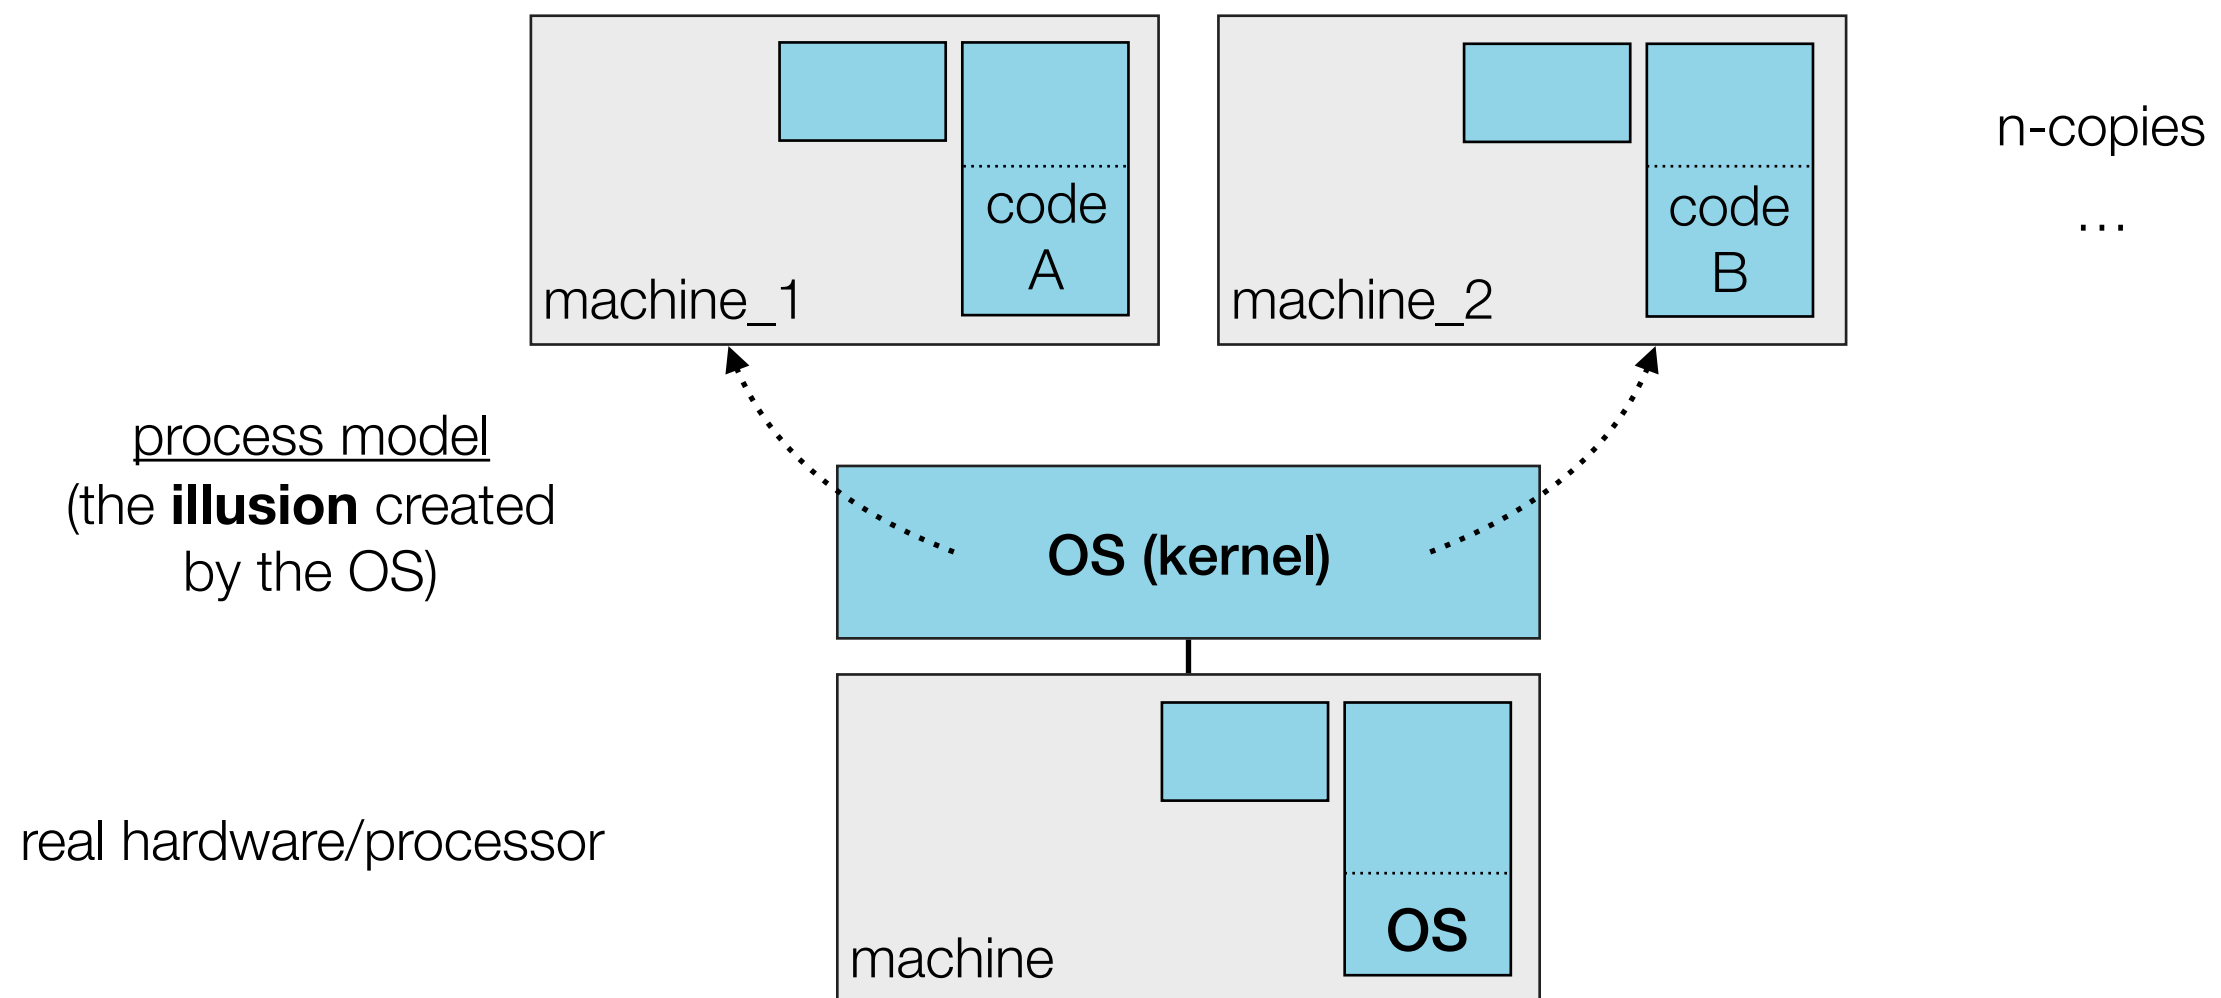 machine_1
code
A
machine_2
code
B
n-copies
...
process model
(the illusion created
by the OS)
OS (kernel)
real hardware/processor
machine
OS